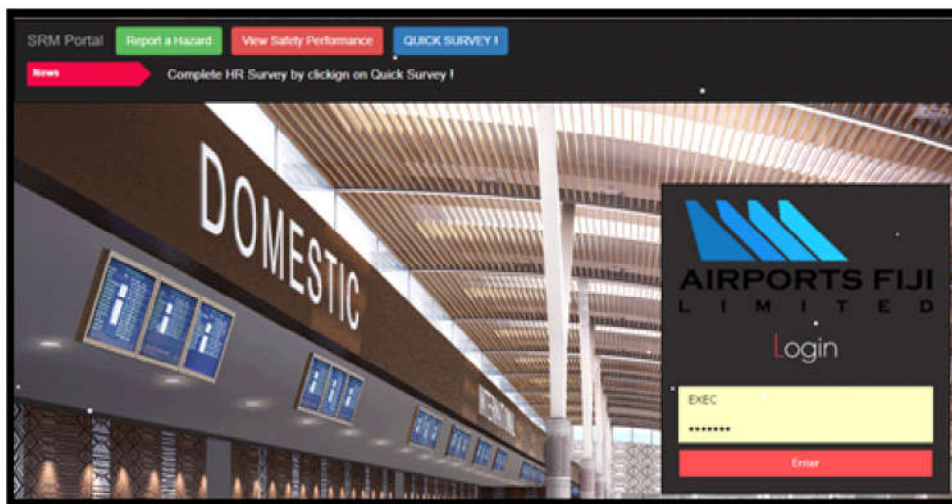 SRM Portal Report a Hazard View Safety Performance QUICK SURVEY !
News Complete HR Survey by clickign on Quick Survey !
DOMESTIC
AIRPORTS FIJI
LIMITED
Login
EXEC
*******
Enter